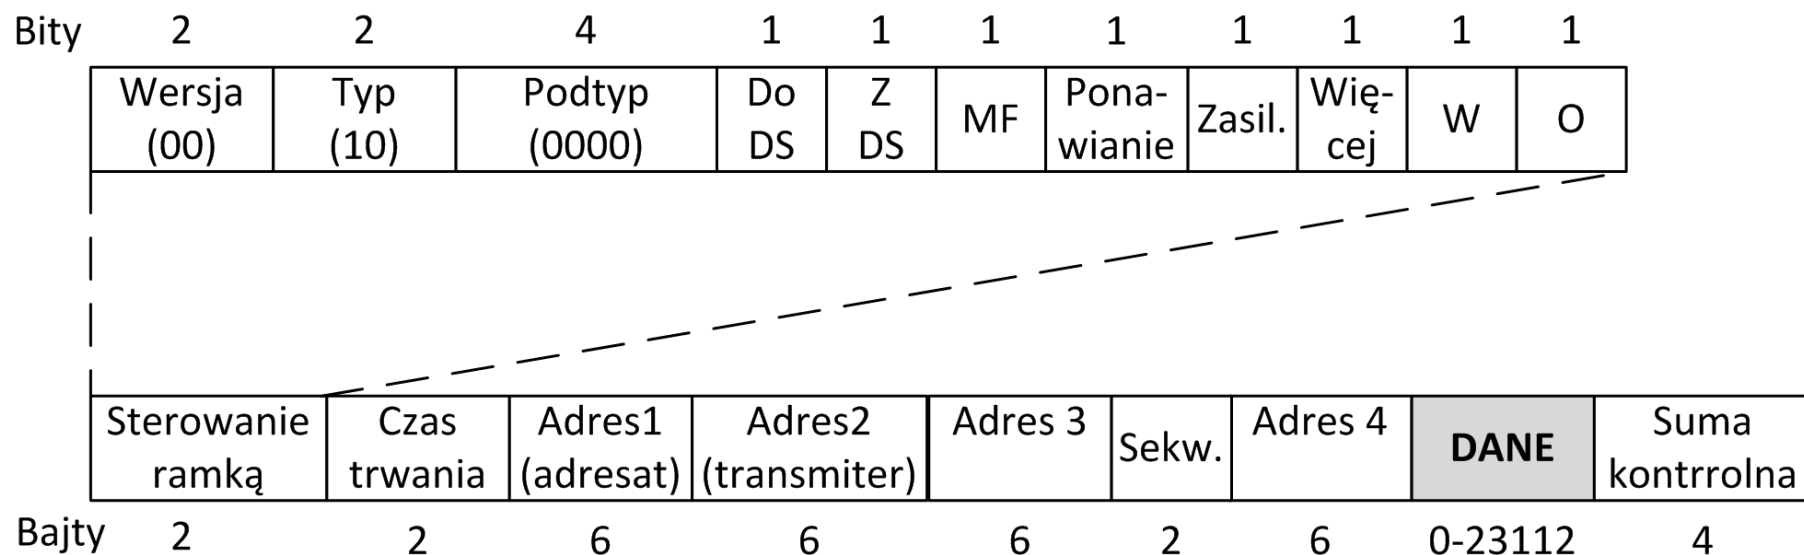 Bity 2 2 4 1 1 1 1 1 1 1 1
Wersja (00) Typ (10) Podtyp (0000) Do DS Z DS MF Pona-wianie Zasil. Wię-cej W O
Sterowanie ramką Czas trwania Adres1 (adresat) Adres2 (transmiter) Adres 3 Sekw. Adres 4 DANE Suma kontrrolna
Bajty 2 2 6 6 6 2 6 0-23112 4